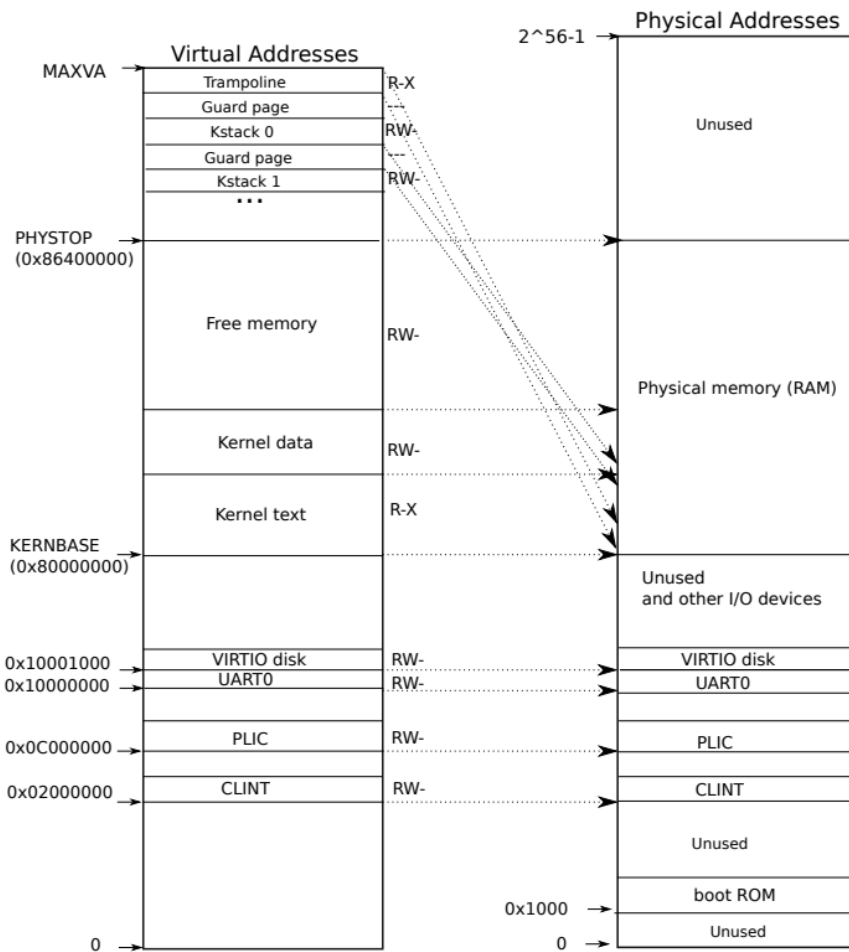 Physical Addresses
2^56-1
Virtual Addresses
MAXVA
Trampoline
R-X
Guard page
---
Kstack 0
RW-
Guard page
---
Kstack 1
RW-
...
Unused
PHYSTOP
(0x86400000)
Free memory
RW-
Physical memory (RAM)
Kernel data
RW-
Kernel text
R-X
KERNBASE
(0x80000000)
Unused
and other I/O devices
0x10001000
VIRTIO disk
RW-
VIRTIO disk
0x10000000
UART0
RW-
UART0
0x0C000000
PLIC
RW-
PLIC
0x02000000
CLINT
RW-
CLINT
Unused
boot ROM
0x1000
Unused
0
0